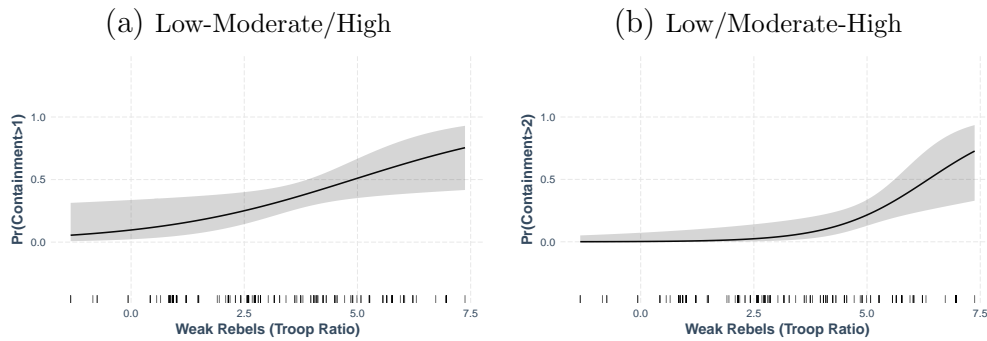 (a) Low-Moderate/High
Pr(Containment>1)
1.0
0.5
0.0
0.0 2.5 5.0 7.5
Weak Rebels (Troop Ratio)
(b) Low/Moderate-High
Pr(Containment>2)
1.0
0.5
0.0
0.0 2.5 5.0 7.5
Weak Rebels (Troop Ratio)